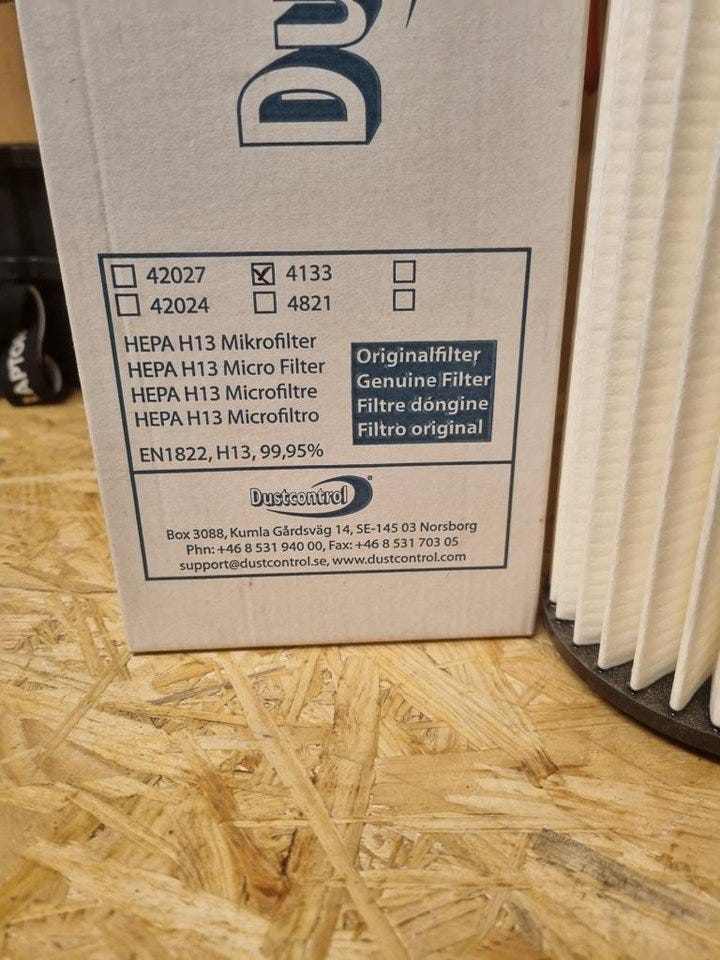 Du
42027
4133
42024
4821
HEPA H13 Mikrofilter
HEPA H13 Micro Filter
HEPA H13 Microfiltre
HEPA H13 Microfiltro
EN1822, H13, 99,95%
Originalfilter
Genuine Filter
Filtre dóngine
Filtro original
Dustcontrol®
Box 3088, Kumla Gårdsväg 14, SE-145 03 Norsborg
Phn: +46 8 531 940 00, Fax: +46 8 531 703 05
support@dustcontrol.se, www.dustcontrol.com